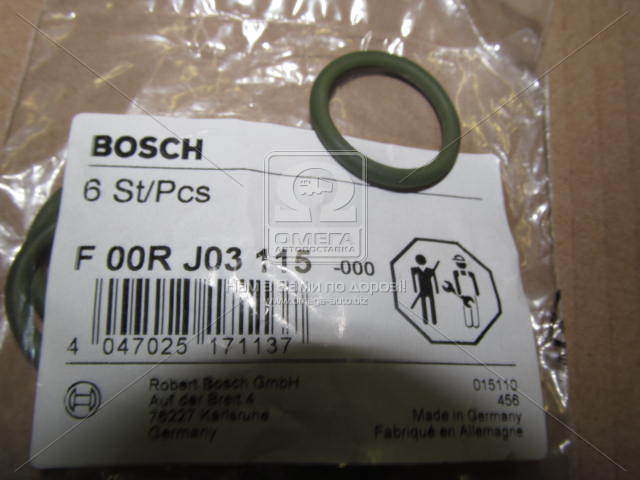 BOSCH
6 St/Pcs
F 00R J03 115 -000
ОМЕГА
АВТОПОСТАВКА
Нам з вами по дорозі!
www.omega-auto.biz
4 047025 171137
Robert Bosch GmbH
Auf der Breit 4
76227 Karlsruhe
Germany
015110
456
Made in Germany
Fabriqué en Allemagne